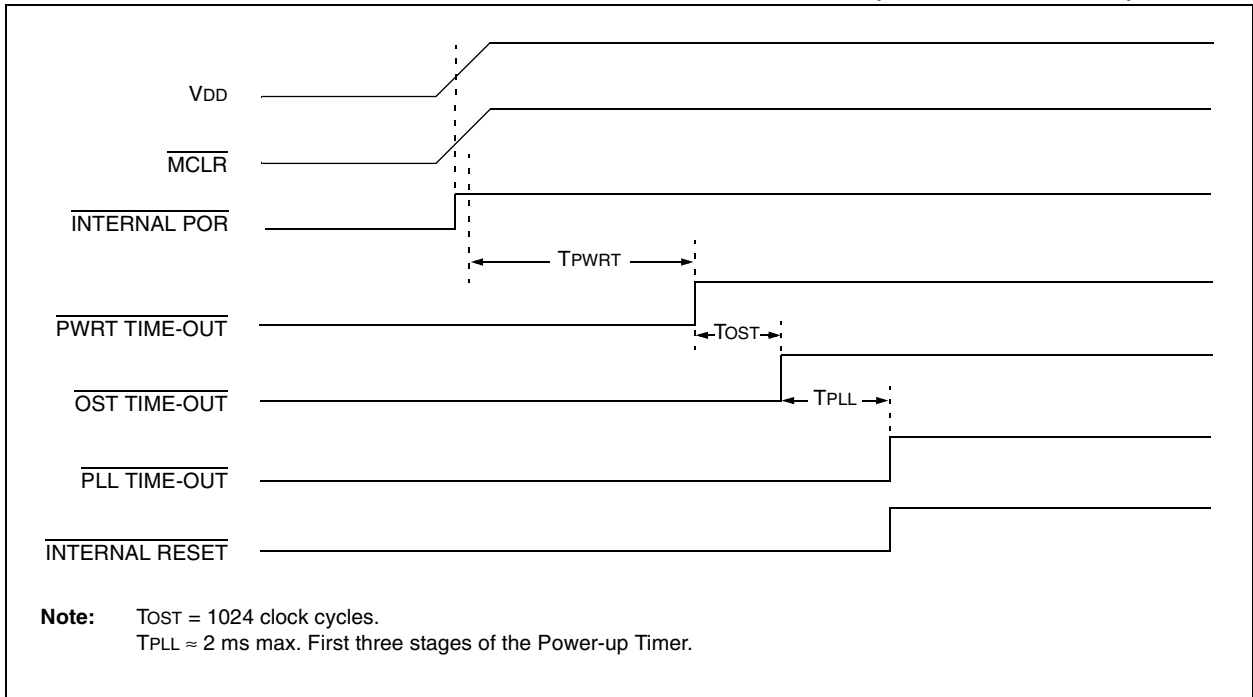 VDD
MCLR
INTERNAL POR
TPWRT
PWRT TIME-OUT
TOST
OST TIME-OUT
TPLL
PLL TIME-OUT
INTERNAL RESET
Note: TOST = 1024 clock cycles.
TPLL ≈ 2 ms max. First three stages of the Power-up Timer.